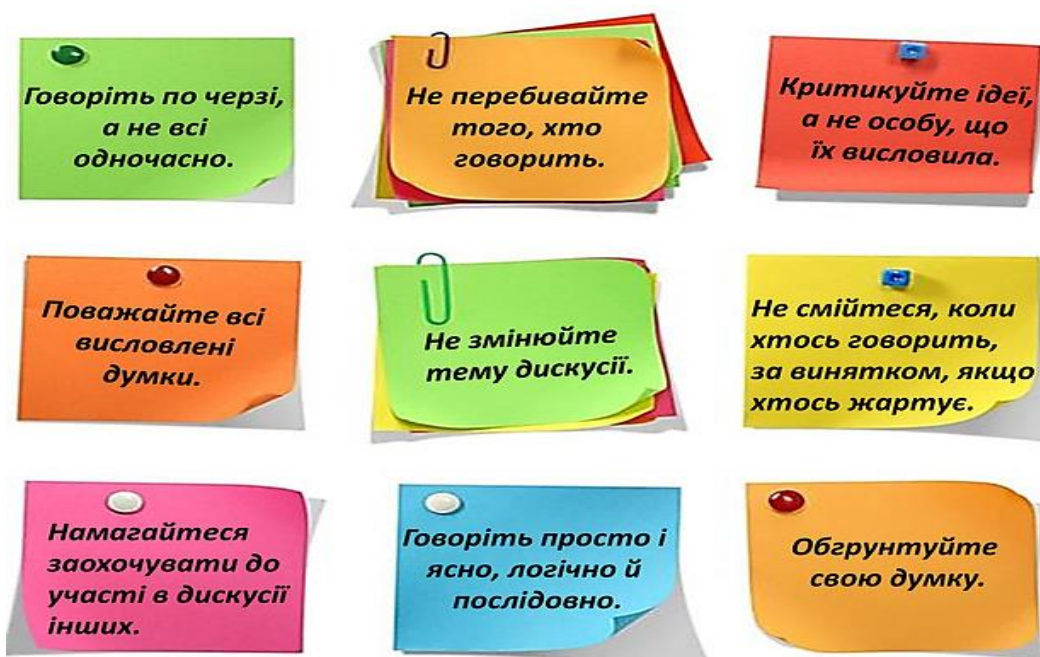 Говоріть по черзі,
а не всі
одночасно.
Не перебивайте
того, хто
говорить.
Критикуйте ідеї,
а не особу, що
їх висловила.
Поважайте всі
висловлені
думки.
Не змінюйте
тему дискусії.
Не смійтеся, коли
хтось говорить,
за винятком, якщо
хтось жартує.
Намагайтеся
заохочувати до
участі в дискусії
інших.
Говоріть просто і
ясно, логічно й
послідовно.
Обгрунтуйте
свою думку.